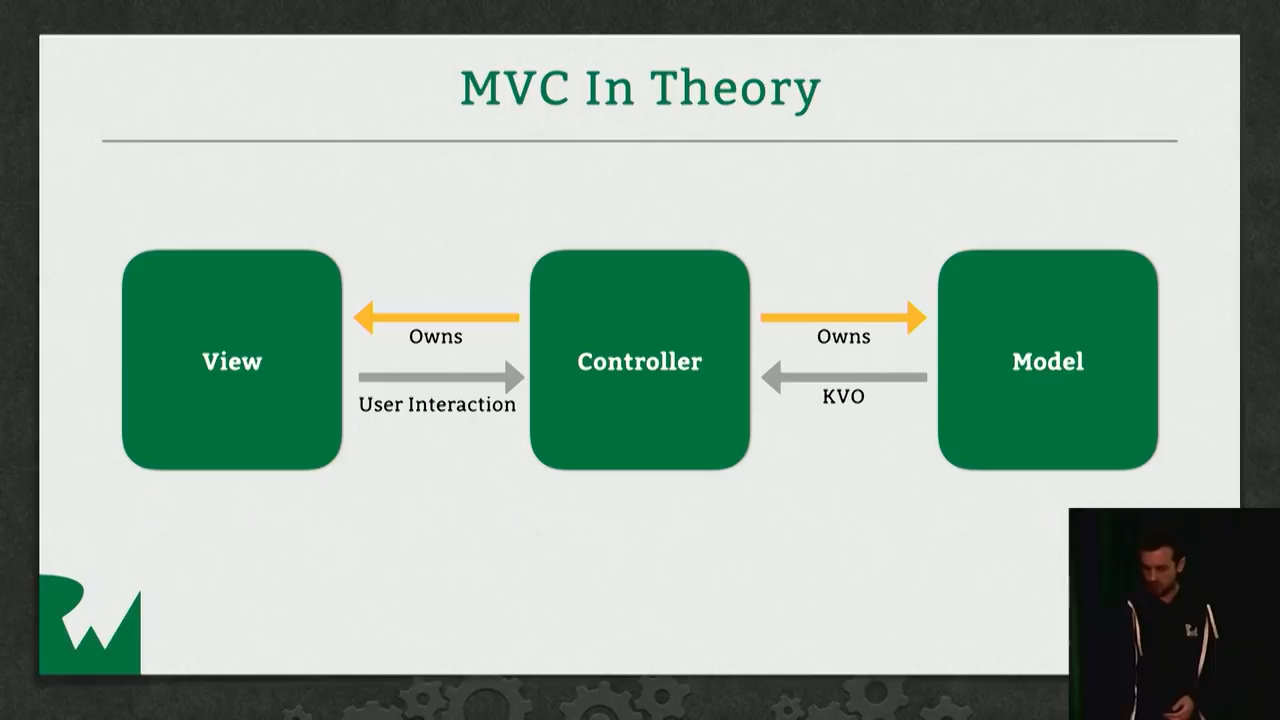 MVC In Theory
View
Owns
User Interaction
Controller
Owns
KVO
Model